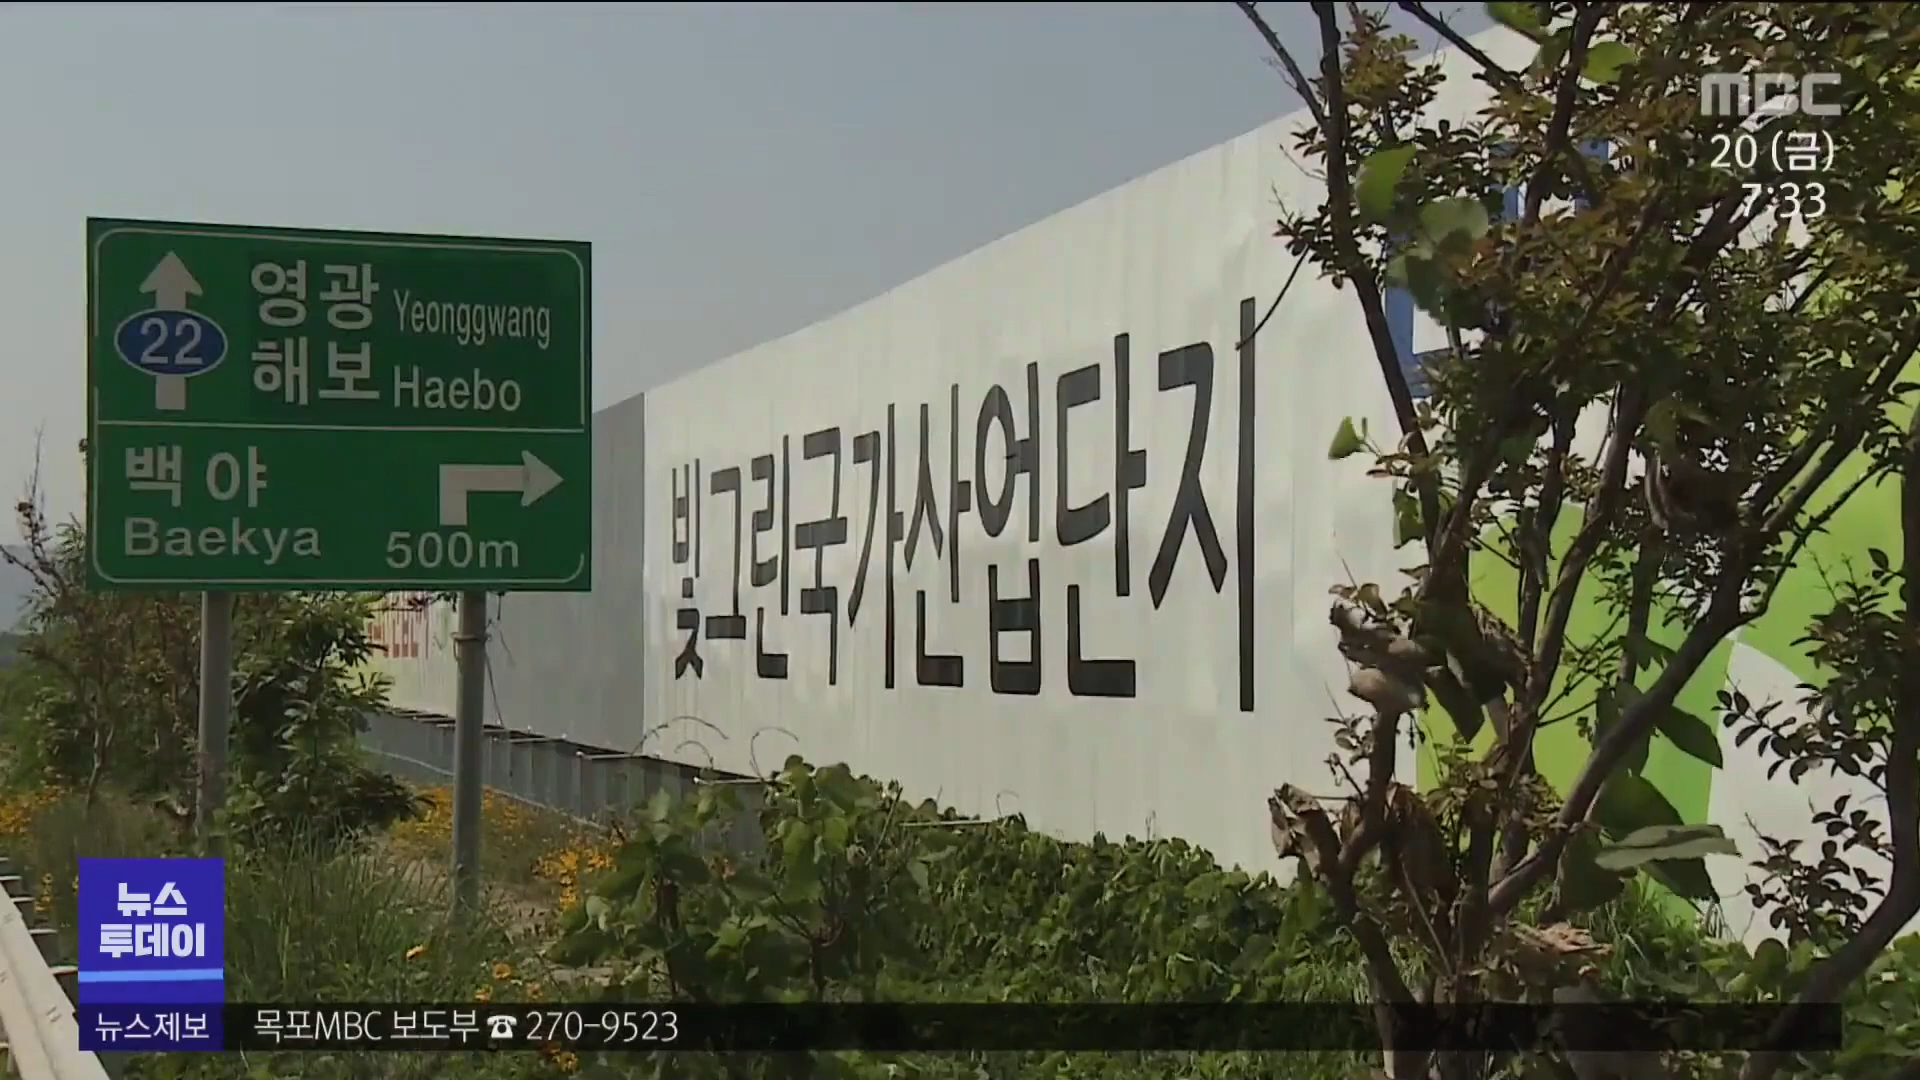 MBC
20 (금)
7:33
22
영광 Yeonggwang
해보 Haebo
백야
Baekya
500m
빛그린국가산업단지
뉴스
투데이
뉴스제보
목포MBC 보도부 ☎ 270-9523